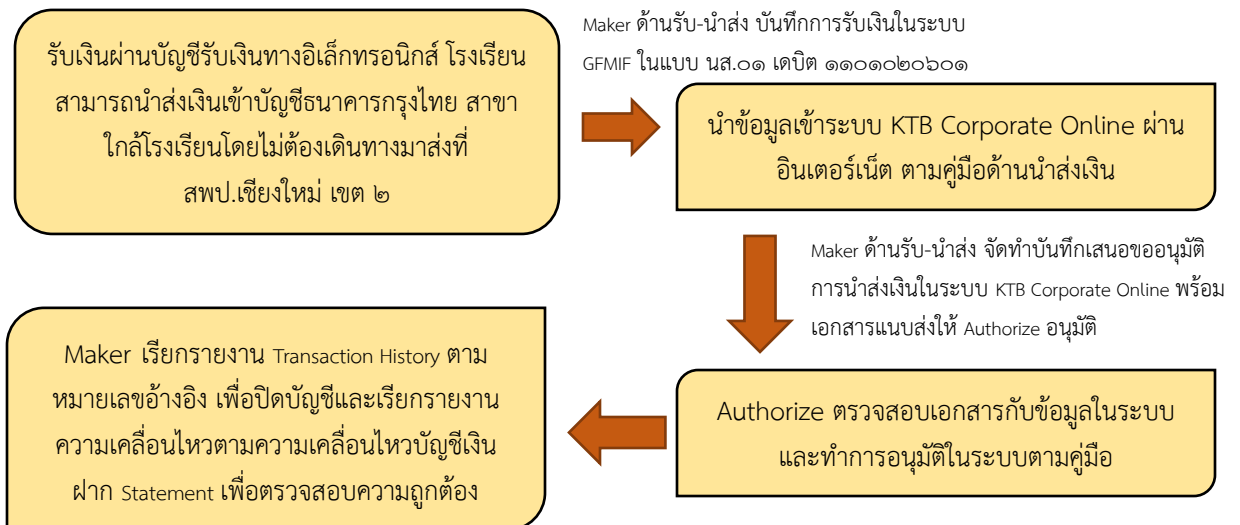 รับเงินผ่านบัญชีรับเงินทางอิเล็กทรอนิกส์ โรงเรียน
สามารถนำส่งเงินเข้าบัญชีธนาคารกรุงไทย สาขา
ใกล้โรงเรียนโดยไม่ต้องเดินทางมาส่งที่
สพป.เชียงใหม่ เขต ๒
Maker ด้านรับ-นำส่ง บันทึกการรับเงินในระบบ
GFMIF ในแบบ นส.๐๑ เดบิต ๑๑๐๑๐๒๐๖๐๑
นำข้อมูลเข้าระบบ KTB Corporate Online ผ่าน
อินเตอร์เน็ต ตามคู่มือด้านนำส่งเงิน
Maker ด้านรับ-นำส่ง จัดทำบันทึกเสนอขออนุมัติ
การนำส่งเงินในระบบ KTB Corporate Online พร้อม
เอกสารแนบส่งให้ Authorize อนุมัติ
Authorize ตรวจสอบเอกสารกับข้อมูลในระบบ
และทำการอนุมัติในระบบตามคู่มือ
Maker เรียกรายงาน Transaction History ตาม
หมายเลขอ้างอิง เพื่อปิดบัญชีและเรียกรายงาน
ความเคลื่อนไหวตามความเคลื่อนไหวบัญชีเงิน
ฝาก Statement เพื่อตรวจสอบความถูกต้อง